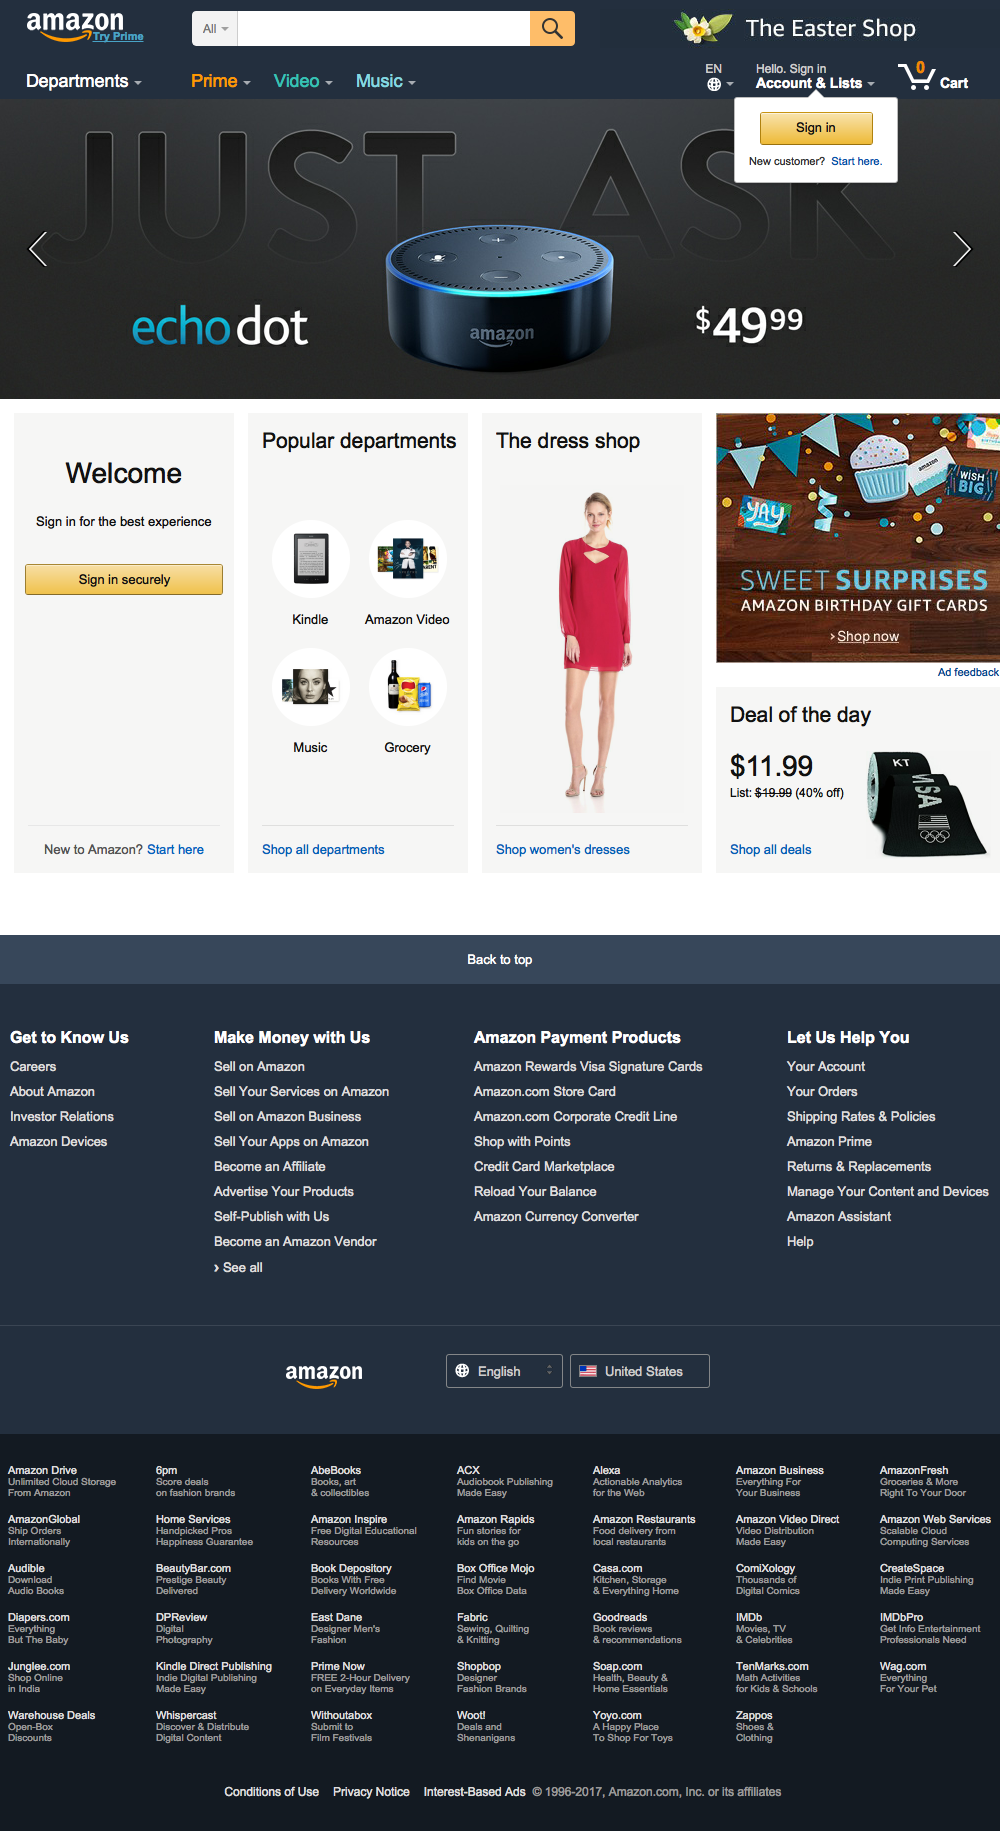 amazon
Try Prime
All
The Easter Shop
Departments
Prime
Video
Music
EN
Hello. Sign in
Account & Lists
0
Cart
Sign in
New customer? Start here.
JUST ASK
echo dot
amazon
$49 99
Welcome
Sign in for the best experience
Sign in securely
New to Amazon? Start here
Popular departments
Kindle
Amazon Video
Music
Grocery
Shop all departments
The dress shop
Shop women's dresses
amazon
WiSH
BIG
YAY
SWEET SURPRISES
AMAZON BIRTHDAY GIFT CARDS
› Shop now
Ad feedback
Deal of the day
$11.99
List: $19.99 (40% off)
KT
VISA
Shop all deals
Back to top
Get to Know Us
Careers
About Amazon
Investor Relations
Amazon Devices
Make Money with Us
Sell on Amazon
Sell Your Services on Amazon
Sell on Amazon Business
Sell Your Apps on Amazon
Become an Affiliate
Advertise Your Products
Self-Publish with Us
Become an Amazon Vendor
› See all
Amazon Payment Products
Amazon Rewards Visa Signature Cards
Amazon.com Store Card
Amazon.com Corporate Credit Line
Shop with Points
Credit Card Marketplace
Reload Your Balance
Amazon Currency Converter
Let Us Help You
Your Account
Your Orders
Shipping Rates & Policies
Amazon Prime
Returns & Replacements
Manage Your Content and Devices
Amazon Assistant
Help
amazon
English
United States
Amazon Drive
Unlimited Cloud Storage
From Amazon
6pm
Score deals
on fashion brands
AbeBooks
Books, art
& collectibles
ACX
Audiobook Publishing
Made Easy
Alexa
Actionable Analytics
for the Web
Amazon Business
Everything For
Your Business
AmazonFresh
Groceries & More
Right To Your Door
AmazonGlobal
Ship Orders
Internationally
Home Services
Handpicked Pros
Happiness Guarantee
Amazon Inspire
Free Digital Educational
Resources
Amazon Rapids
Fun stories for
kids on the go
Amazon Restaurants
Food delivery from
local restaurants
Amazon Video Direct
Video Distribution
Made Easy
Amazon Web Services
Scalable Cloud
Computing Services
Audible
Download
Audio Books
BeautyBar.com
Prestige Beauty
Delivered
Book Depository
Books With Free
Delivery Worldwide
Box Office Mojo
Find Movie
Box Office Data
Casa.com
Kitchen, Storage
& Everything Home
ComiXology
Thousands of
Digital Comics
CreateSpace
Indie Print Publishing
Made Easy
Diapers.com
Everything
But The Baby
DPReview
Digital
Photography
East Dane
Designer Men's
Fashion
Fabric
Sewing, Quilting
& Knitting
Goodreads
Book reviews
& recommendations
IMDb
Movies, TV
& Celebrities
IMDbPro
Get Info Entertainment
Professionals Need
Junglee.com
Shop Online
in India
Kindle Direct Publishing
Indie Digital Publishing
Made Easy
Prime Now
FREE 2-Hour Delivery
on Everyday Items
Shopbop
Designer
Fashion Brands
Soap.com
Health, Beauty &
Home Essentials
TenMarks.com
Math Activities
for Kids & Schools
Wag.com
Everything
For Your Pet
Warehouse Deals
Open-Box
Discounts
Whispercast
Discover & Distribute
Digital Content
Withoutabox
Submit to
Film Festivals
Woot!
Deals and
Shenanigans
Yoyo.com
A Happy Place
To Shop For Toys
Zappos
Shoes &
Clothing
Conditions of Use Privacy Notice Interest-Based Ads © 1996-2017, Amazon.com, Inc. or its affiliates